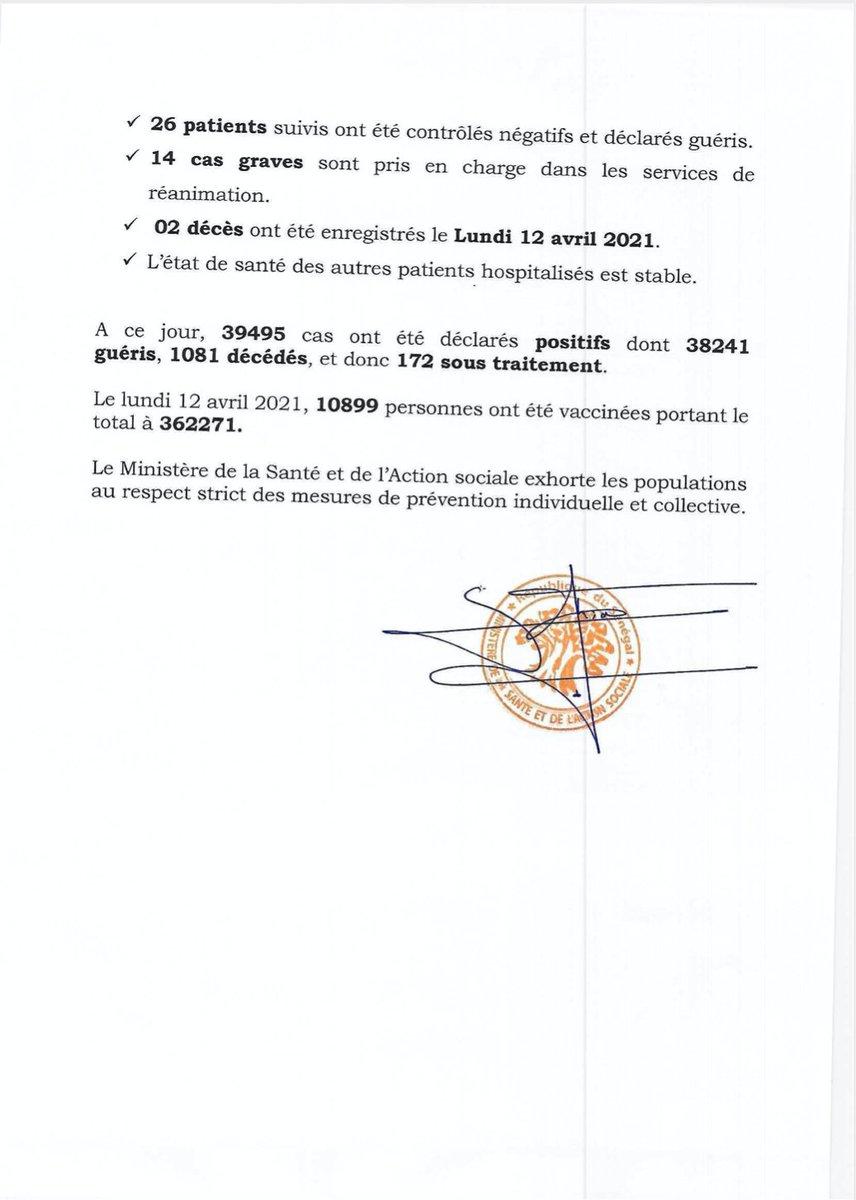 ✓ 26 patients suivis ont été contrôlés négatifs et déclarés guéris.
✓ 14 cas graves sont pris en charge dans les services de
réanimation.
✓ 02 décès ont été enregistrés le Lundi 12 avril 2021.
✓ L'état de santé des autres patients hospitalisés est stable.
A ce jour, 39495 cas ont été déclarés positifs dont 38241
guéris, 1081 décédés, et donc 172 sous traitement.
Le lundi 12 avril 2021, 10899 personnes ont été vaccinées portant le
total à 362271.
Le Ministère de la Santé et de l'Action sociale exhorte les populations
au respect strict des mesures de prévention individuelle et collective.
★ République du Sénégal ★
MINISTERE DE SANTE ET DE L'ACTION SOCIALE